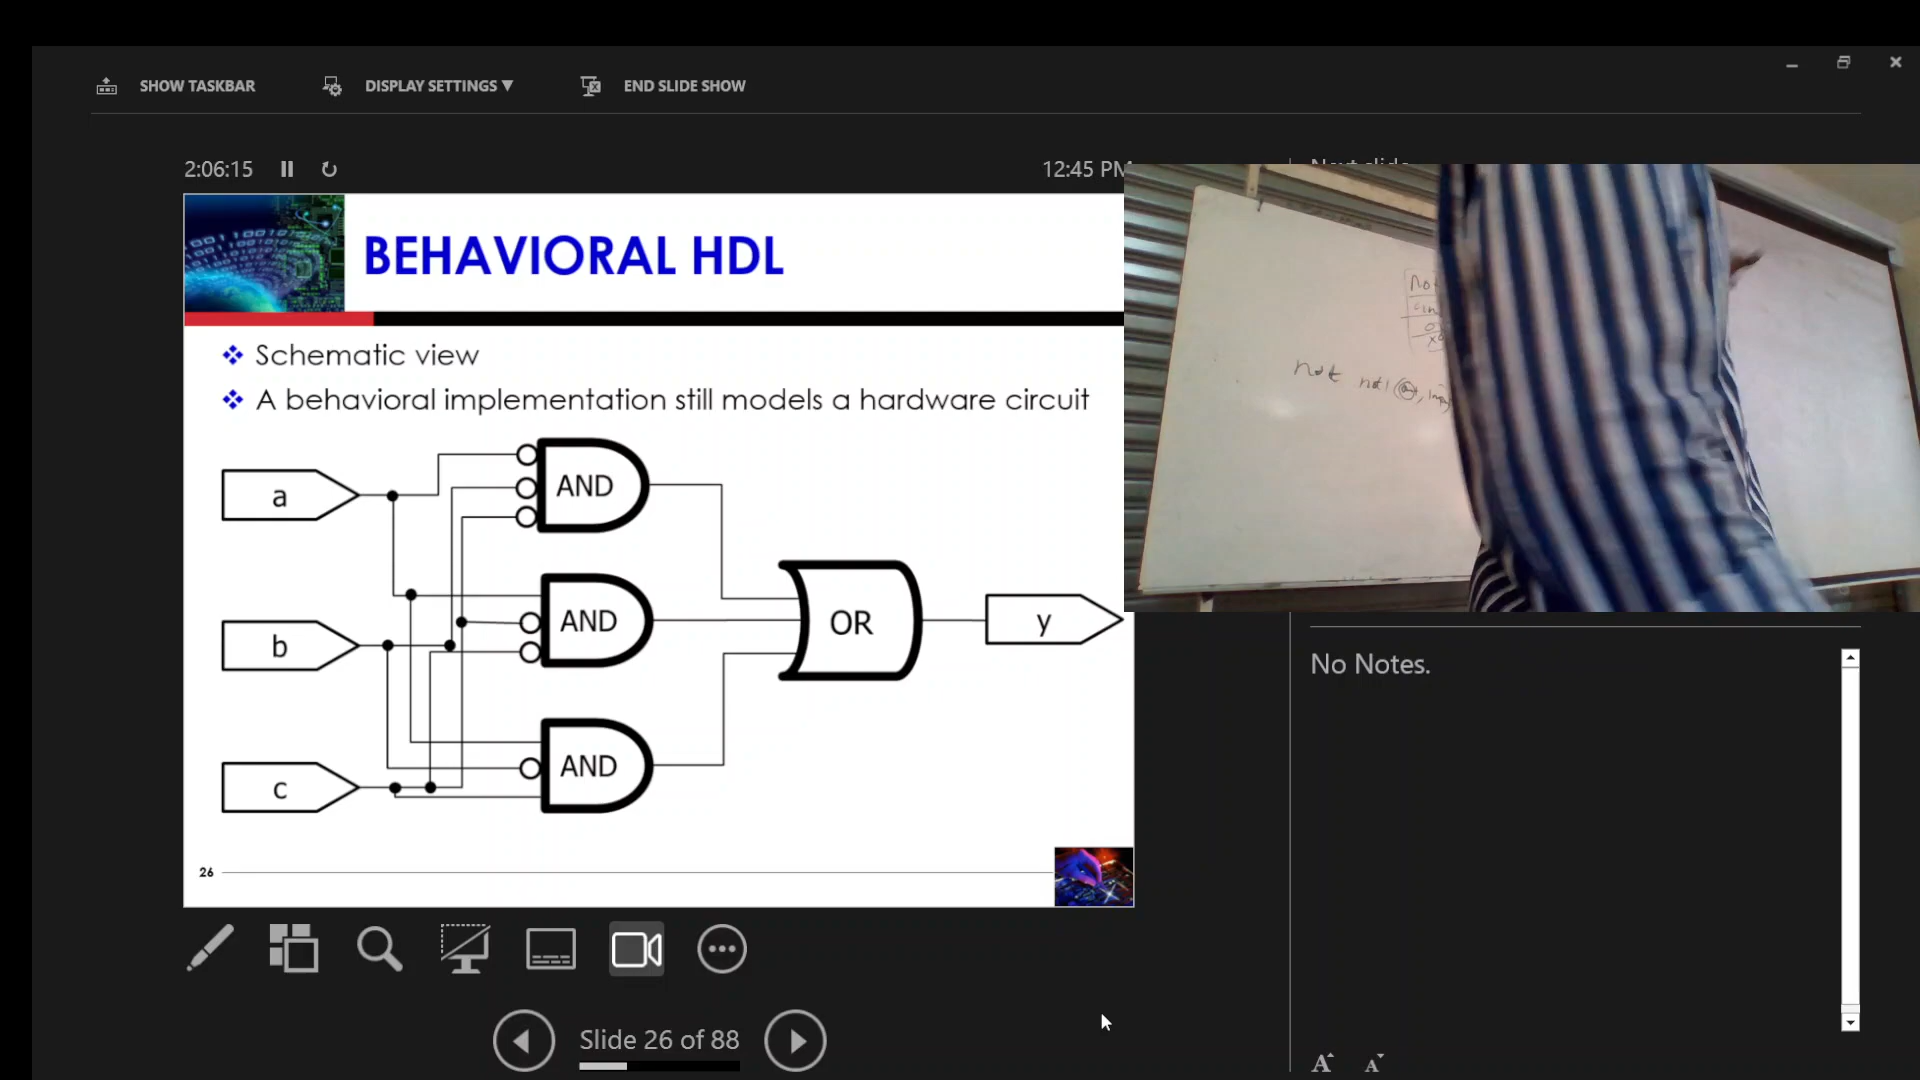 SHOW TASKBAR
DISPLAY SETTINGS ▼
END SLIDE SHOW
2:06:15
12:45 PM
BEHAVIORAL HDL
Schematic view
A behavioral implementation still models a hardware circuit
a
AND
b
AND
OR
y
c
AND
26
not not1
No Notes.
Slide 26 of 88
A A